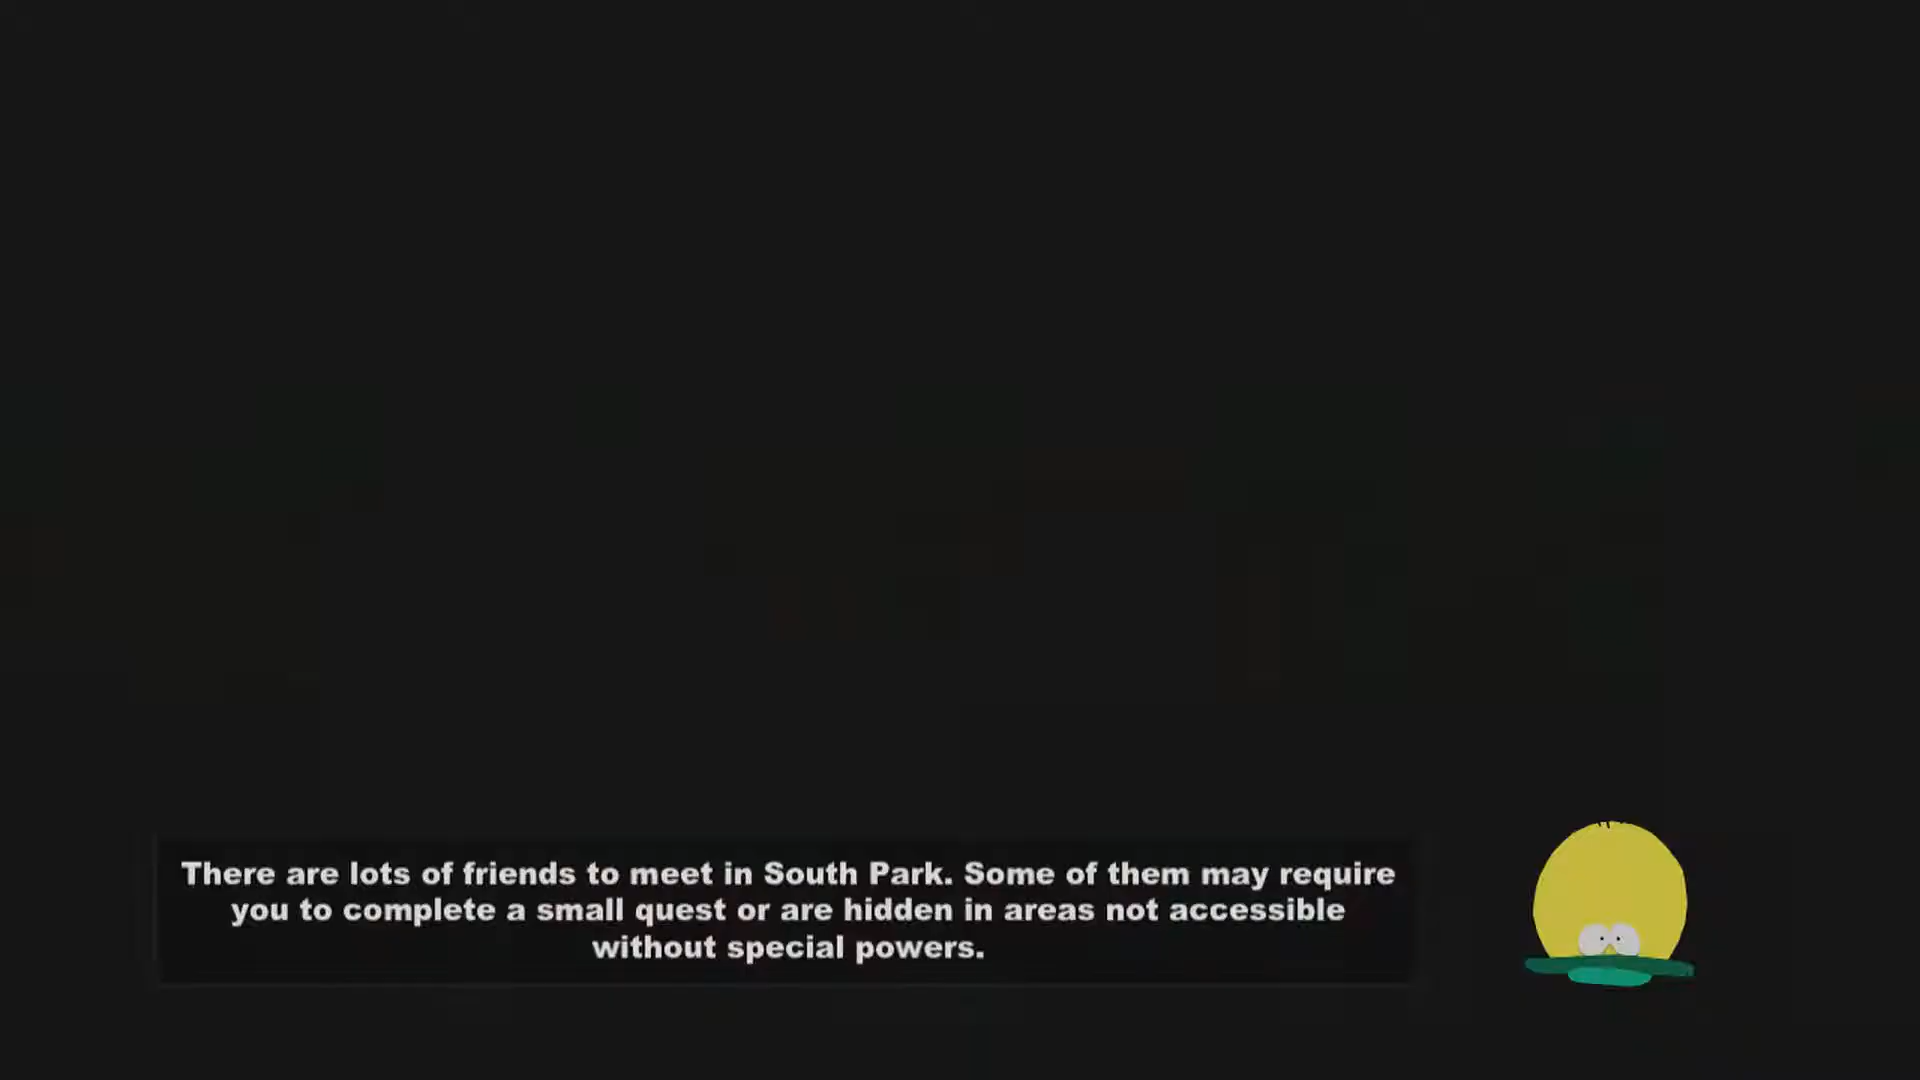 There are lots of friends to meet in South Park. Some of them may require
you to complete a small quest or are hidden in areas not accessible
without special powers.